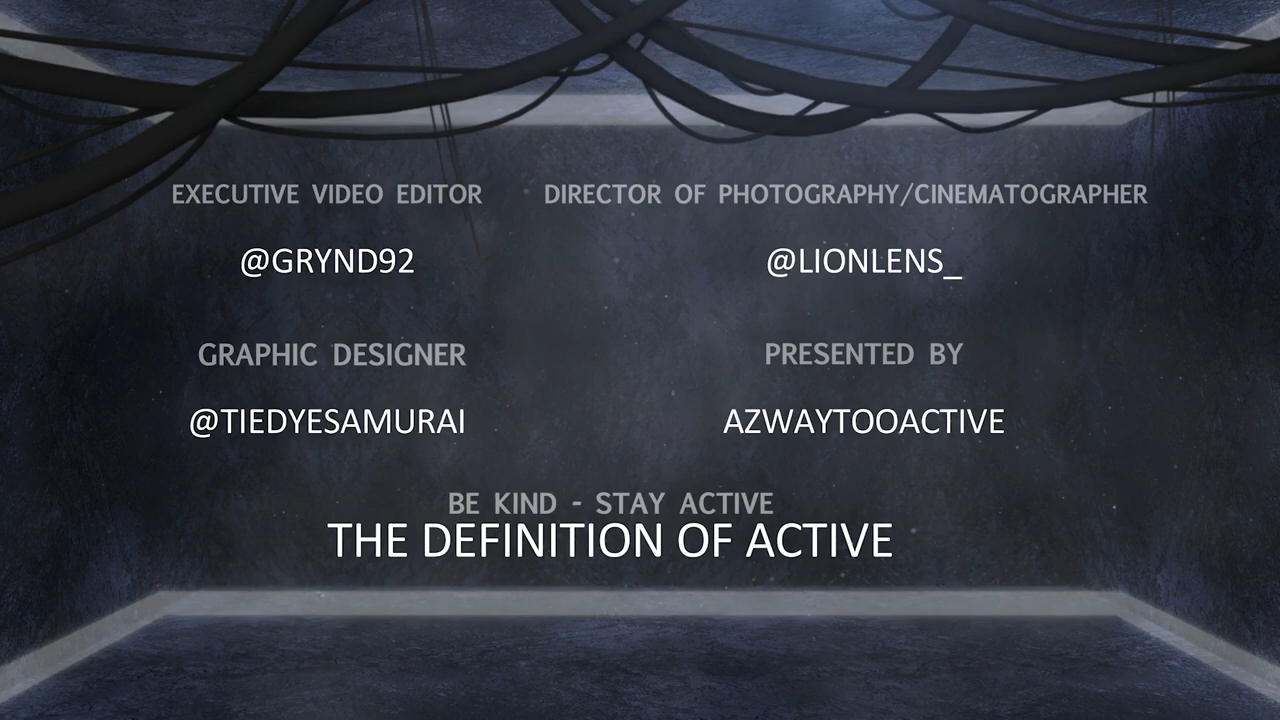 EXECUTIVE VIDEO EDITOR
@GRYND92
DIRECTOR OF PHOTOGRAPHY/CINEMATOGRAPHER
@LIONLENS_
GRAPHIC DESIGNER
@TIEDYESAMURAI
PRESENTED BY
AZWAYTOOACTIVE
BE KIND - STAY ACTIVE
THE DEFINITION OF ACTIVE